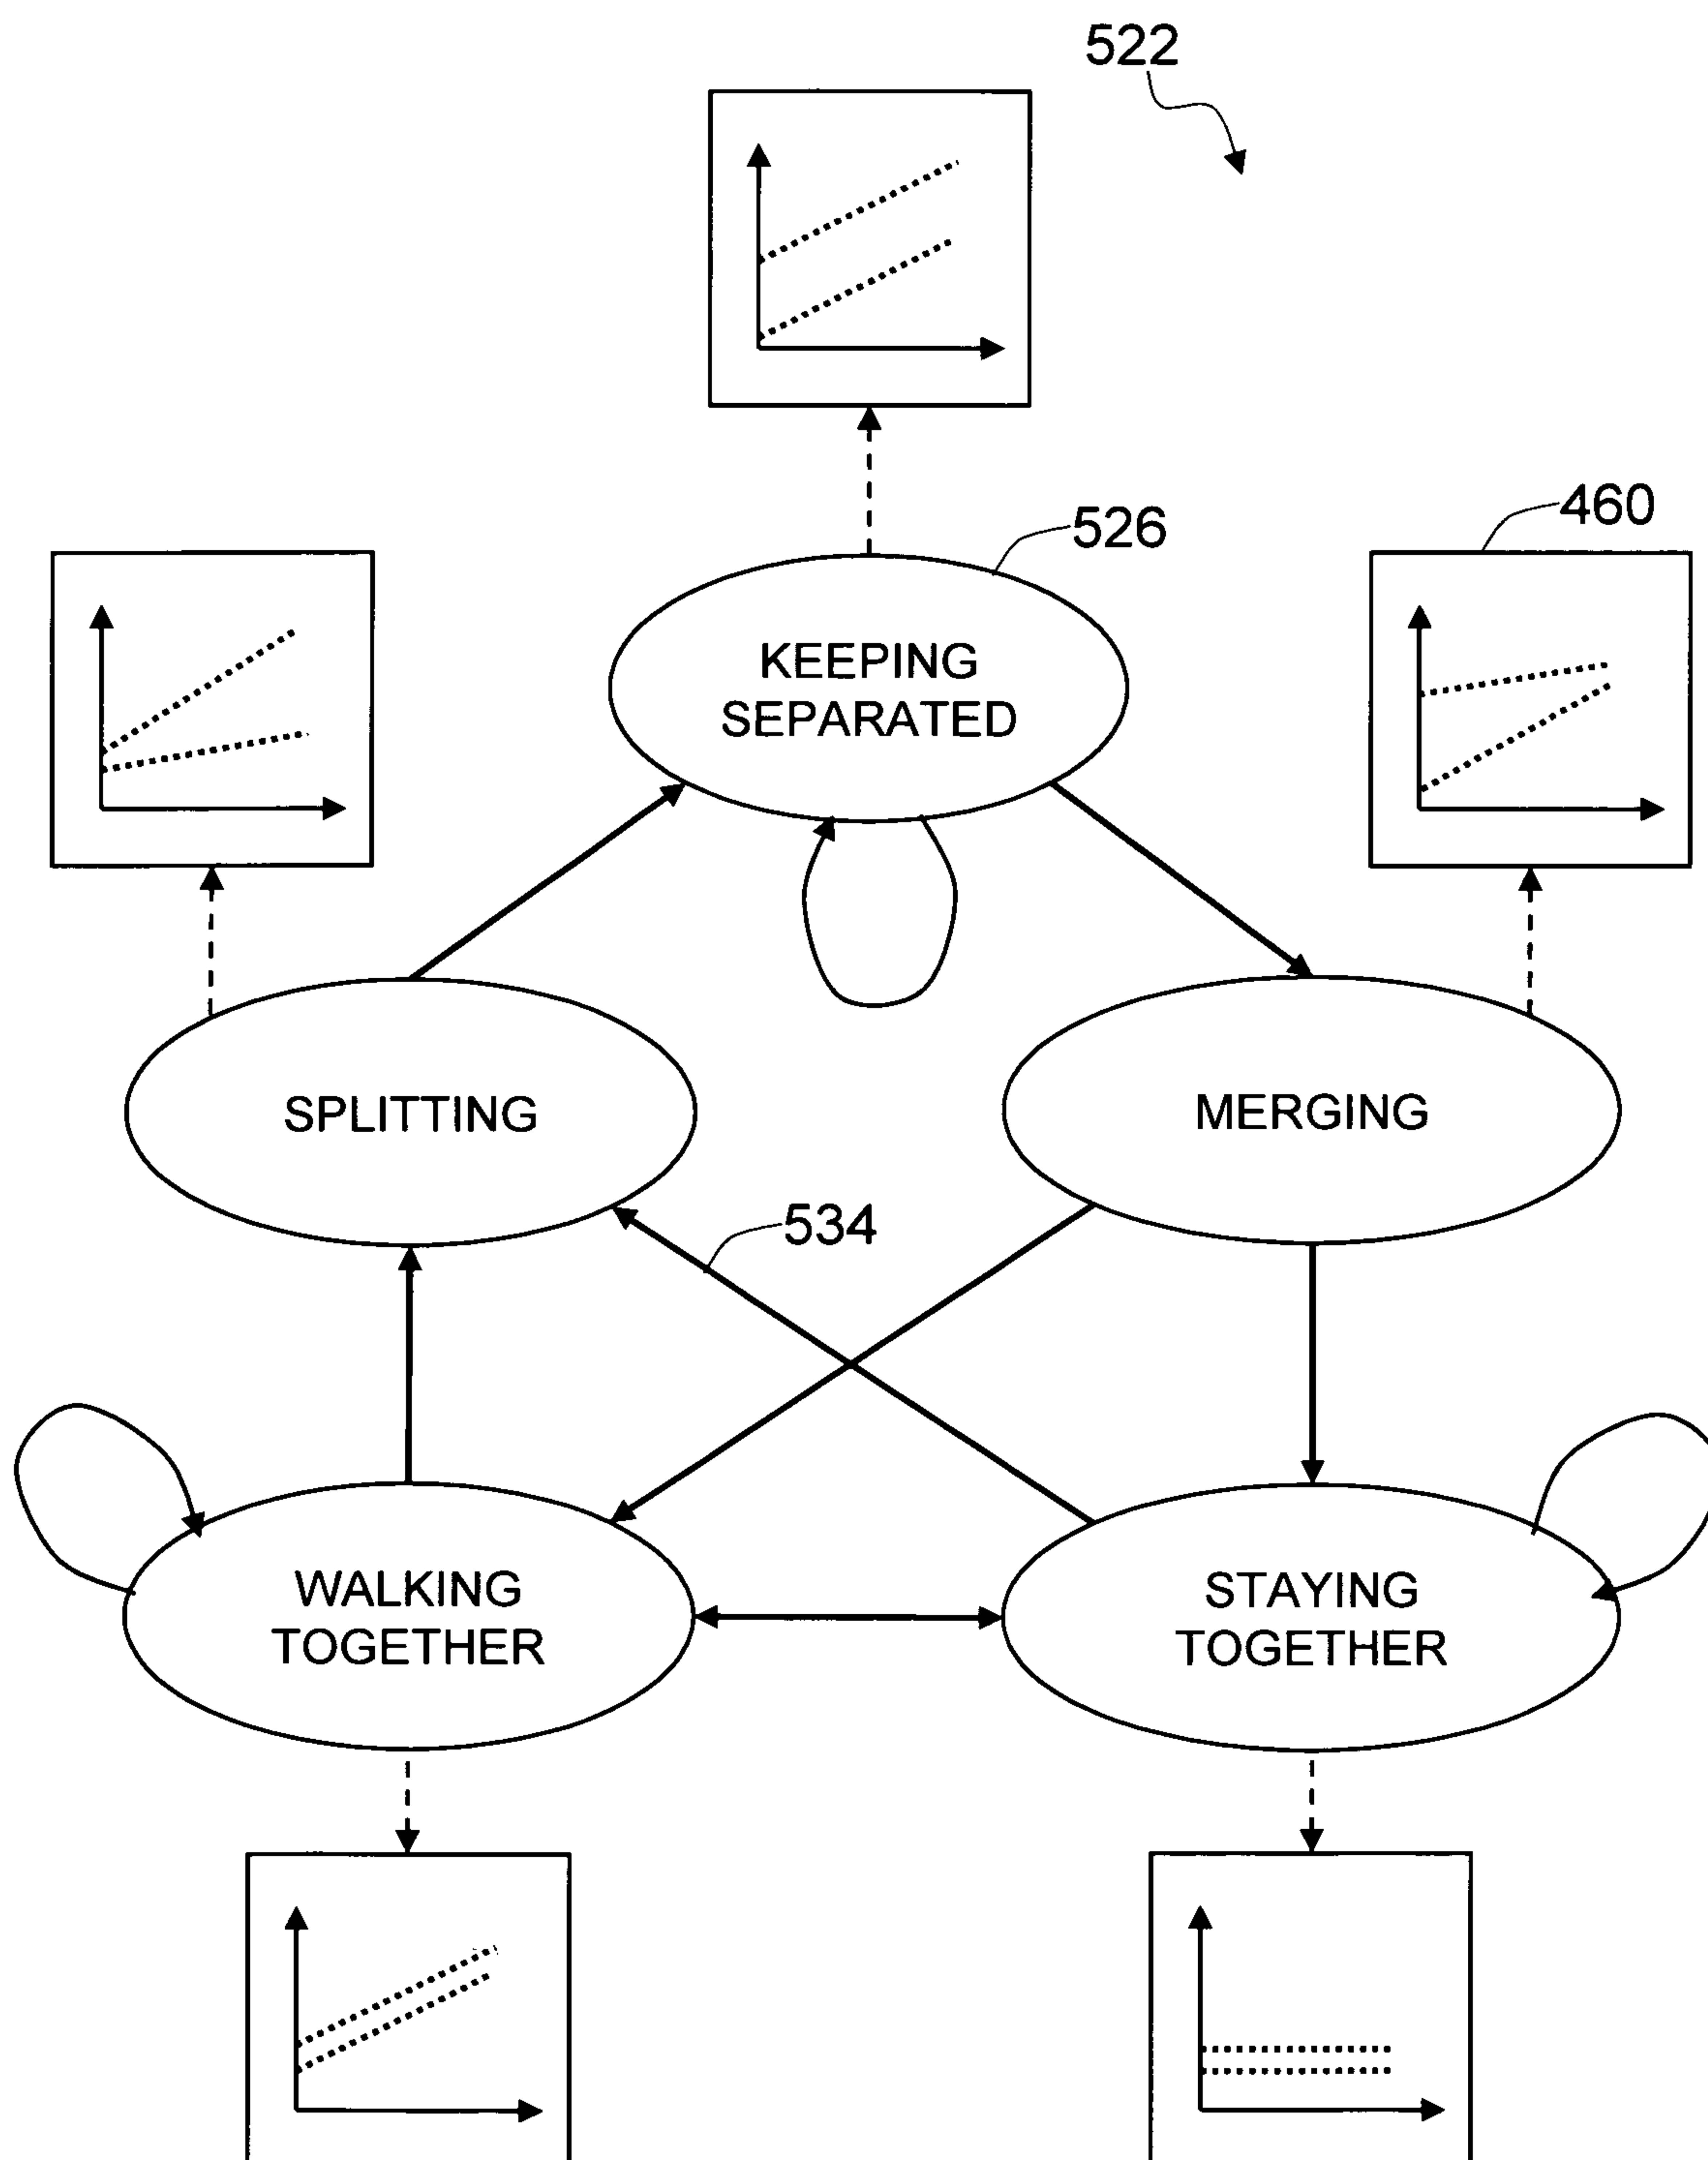 522
526
460
KEEPING
SEPARATED
SPLITTING
MERGING
534
WALKING
TOGETHER
STAYING
TOGETHER